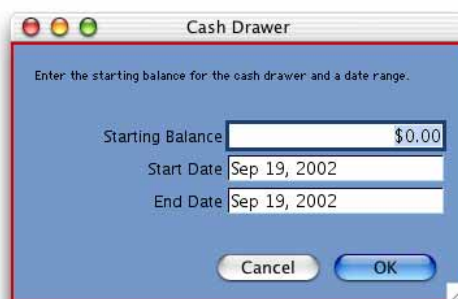 Cash Drawer
Enter the starting balance for the cash drawer and a date range.
Starting Balance $0.00
Start Date Sep 19, 2002
End Date Sep 19, 2002
Cancel OK